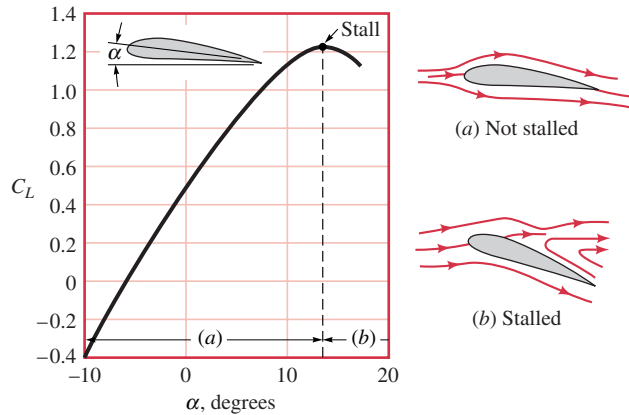 1.4
1.2
1.0
0.8
0.6
0.4
0.2
0
−0.2
−0.4
C_L
α
Stall
(a)
(b)
−10
0
10
20
α, degrees
(a) Not stalled
(b) Stalled